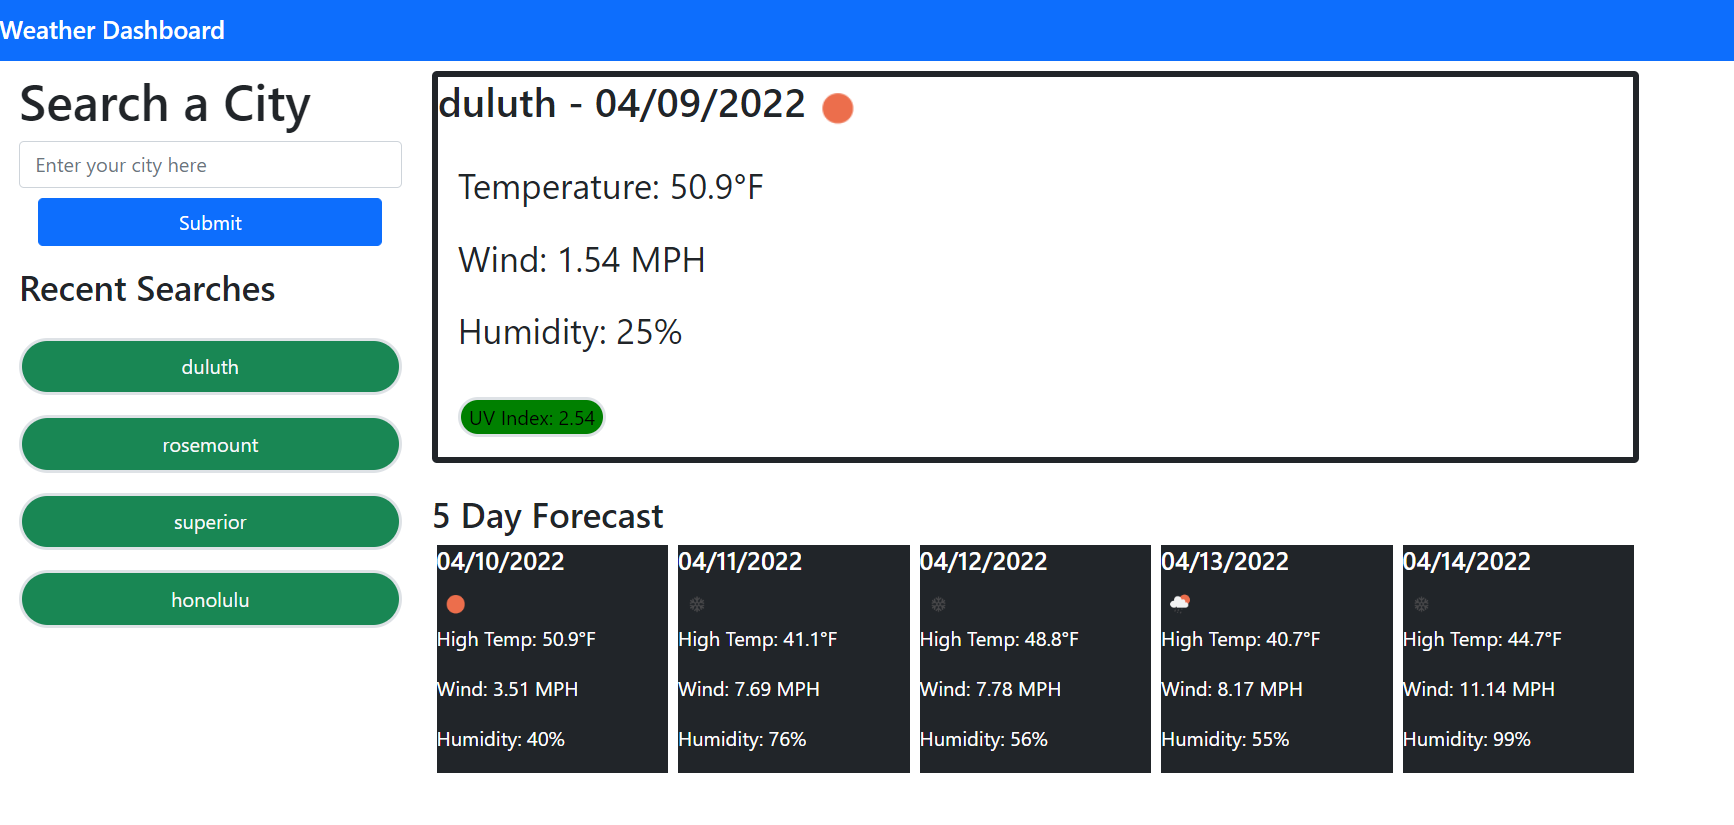 Weather Dashboard
Search a City
Enter your city here
Submit
Recent Searches
duluth
rosemount
superior
honolulu
duluth - 04/09/2022
Temperature: 50.9°F
Wind: 1.54 MPH
Humidity: 25%
UV Index: 2.54
5 Day Forecast
04/10/2022
High Temp: 50.9°F
Wind: 3.51 MPH
Humidity: 40%
04/11/2022
High Temp: 41.1°F
Wind: 7.69 MPH
Humidity: 76%
04/12/2022
High Temp: 48.8°F
Wind: 7.78 MPH
Humidity: 56%
04/13/2022
High Temp: 40.7°F
Wind: 8.17 MPH
Humidity: 55%
04/14/2022
High Temp: 44.7°F
Wind: 11.14 MPH
Humidity: 99%